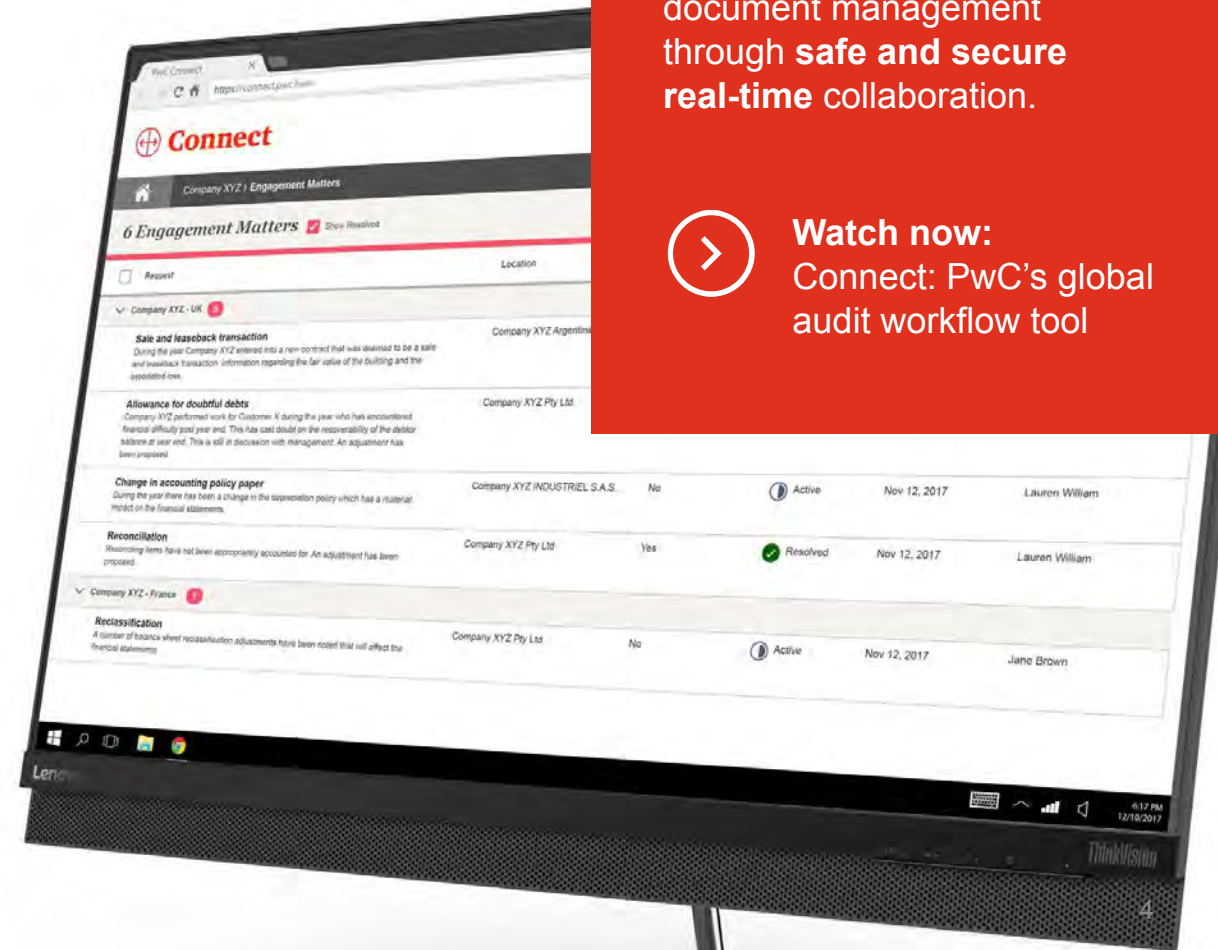 document management
through safe and secure
real-time collaboration.
Watch now:
Connect: PwC’s global
audit workflow tool
PwC Connect
Connect
Company XYZ › Engagement Matters
6 Engagement Matters Show Resolved
Request Location
Company XYZ - UK
Sale and leaseback transaction Company XYZ Argentina
During the year Company XYZ entered into a new contract that was deemed to be a sale
and leaseback transaction. information regarding the fair value of the building and the
associated loss.
Allowance for doubtful debts Company XYZ Pty Ltd
Company XYZ performed work for Customer X during the year who has encountered
financial difficulty post year end. This has cast doubt on the recoverability of the debtor
balance at year end. This is still in discussion with management. An adjustment has
been proposed.
Change in accounting policy paper Company XYZ INDUSTRIEL S.A.S. No Active Nov 12, 2017 Lauren William
During the year there has been a change in the depreciation policy which has a material
impact on the financial statements.
Reconciliation Company XYZ Pty Ltd Yes Resolved Nov 12, 2017 Lauren William
Reconciling items have not been appropriately accounted for. An adjustment has been
proposed.
Company XYZ - France
Reclassification Company XYZ Pty Ltd No Active Nov 12, 2017 Jane Brown
A number of balance sheet reclassification adjustments have been noted that will affect the
financial statements
6:17 PM
12/18/2017
ThinkVision
4